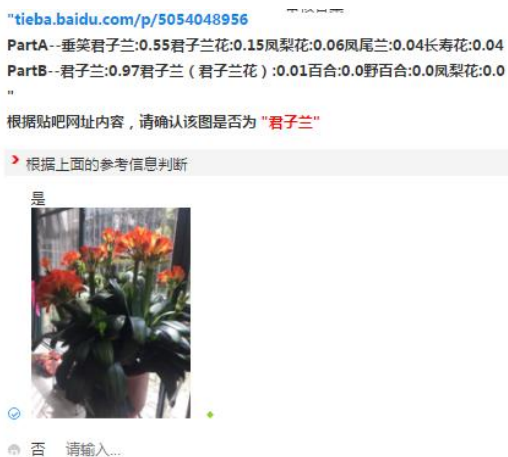 "tieba.baidu.com/p/5054048956
PartA--垂笑君子兰:0.55君子兰花:0.15凤梨花:0.06凤尾兰:0.04长寿花:0.04
PartB--君子兰:0.97君子兰（君子兰花）:0.01百合:0.0野百合:0.0凤梨花:0.0
"
根据贴吧网址内容，请确认该图是否为 "君子兰"
根据上面的参考信息判断
是
否 请输入...